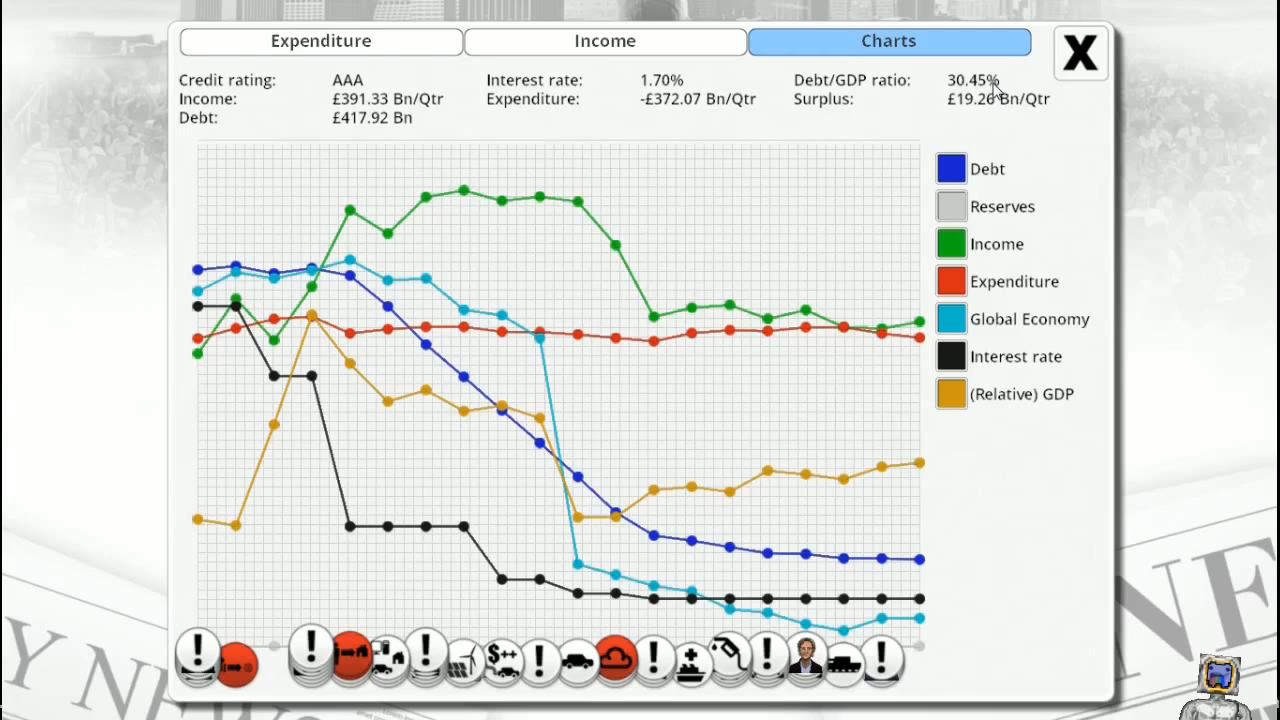 Expenditure Income Charts X
Credit rating: AAA Interest rate: 1.70% Debt/GDP ratio: 30.45%
Income: £391.33 Bn/Qtr Expenditure: -£372.07 Bn/Qtr Surplus: £19.26 Bn/Qtr
Debt: £417.92 Bn
Debt
Reserves
Income
Expenditure
Global Economy
Interest rate
(Relative) GDP
! ! ! $++ ! ! ! !
Y NEWS
NE